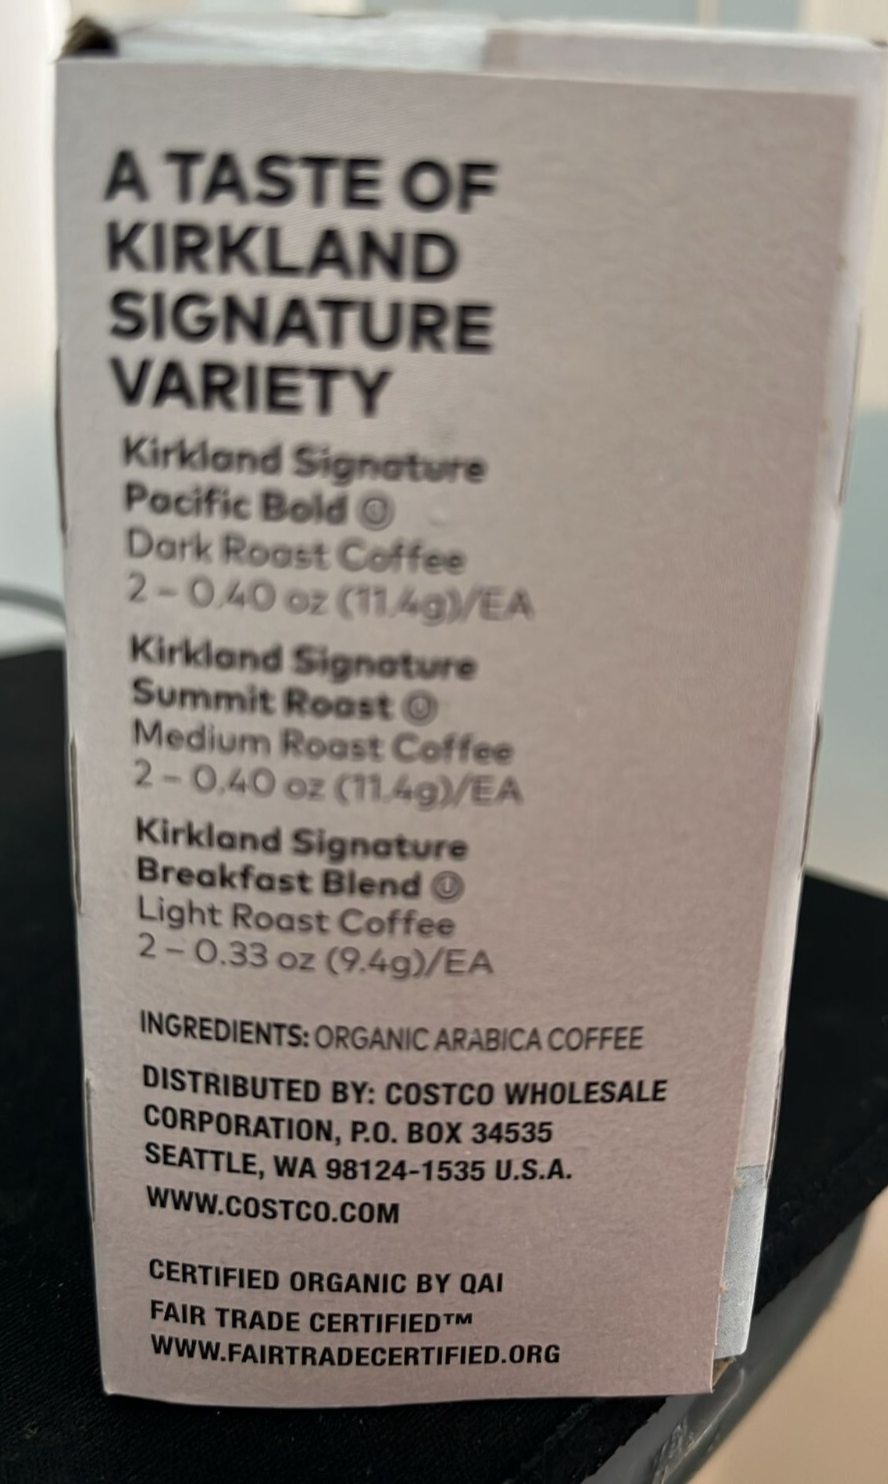 A TASTE OF
KIRKLAND
SIGNATURE
VARIETY
Kirkland Signature
Pacific Bold Ⓤ
Dark Roast Coffee
2 – 0.40 oz (11.4g)/EA
Kirkland Signature
Summit Roast Ⓤ
Medium Roast Coffee
2 – 0.40 oz (11.4g)/EA
Kirkland Signature
Breakfast Blend Ⓤ
Light Roast Coffee
2 – 0.33 oz (9.4g)/EA
INGREDIENTS: ORGANIC ARABICA COFFEE
DISTRIBUTED BY: COSTCO WHOLESALE
CORPORATION, P.O. BOX 34535
SEATTLE, WA 98124-1535 U.S.A.
WWW.COSTCO.COM
CERTIFIED ORGANIC BY QAI
FAIR TRADE CERTIFIED™
WWW.FAIRTRADECERTIFIED.ORG